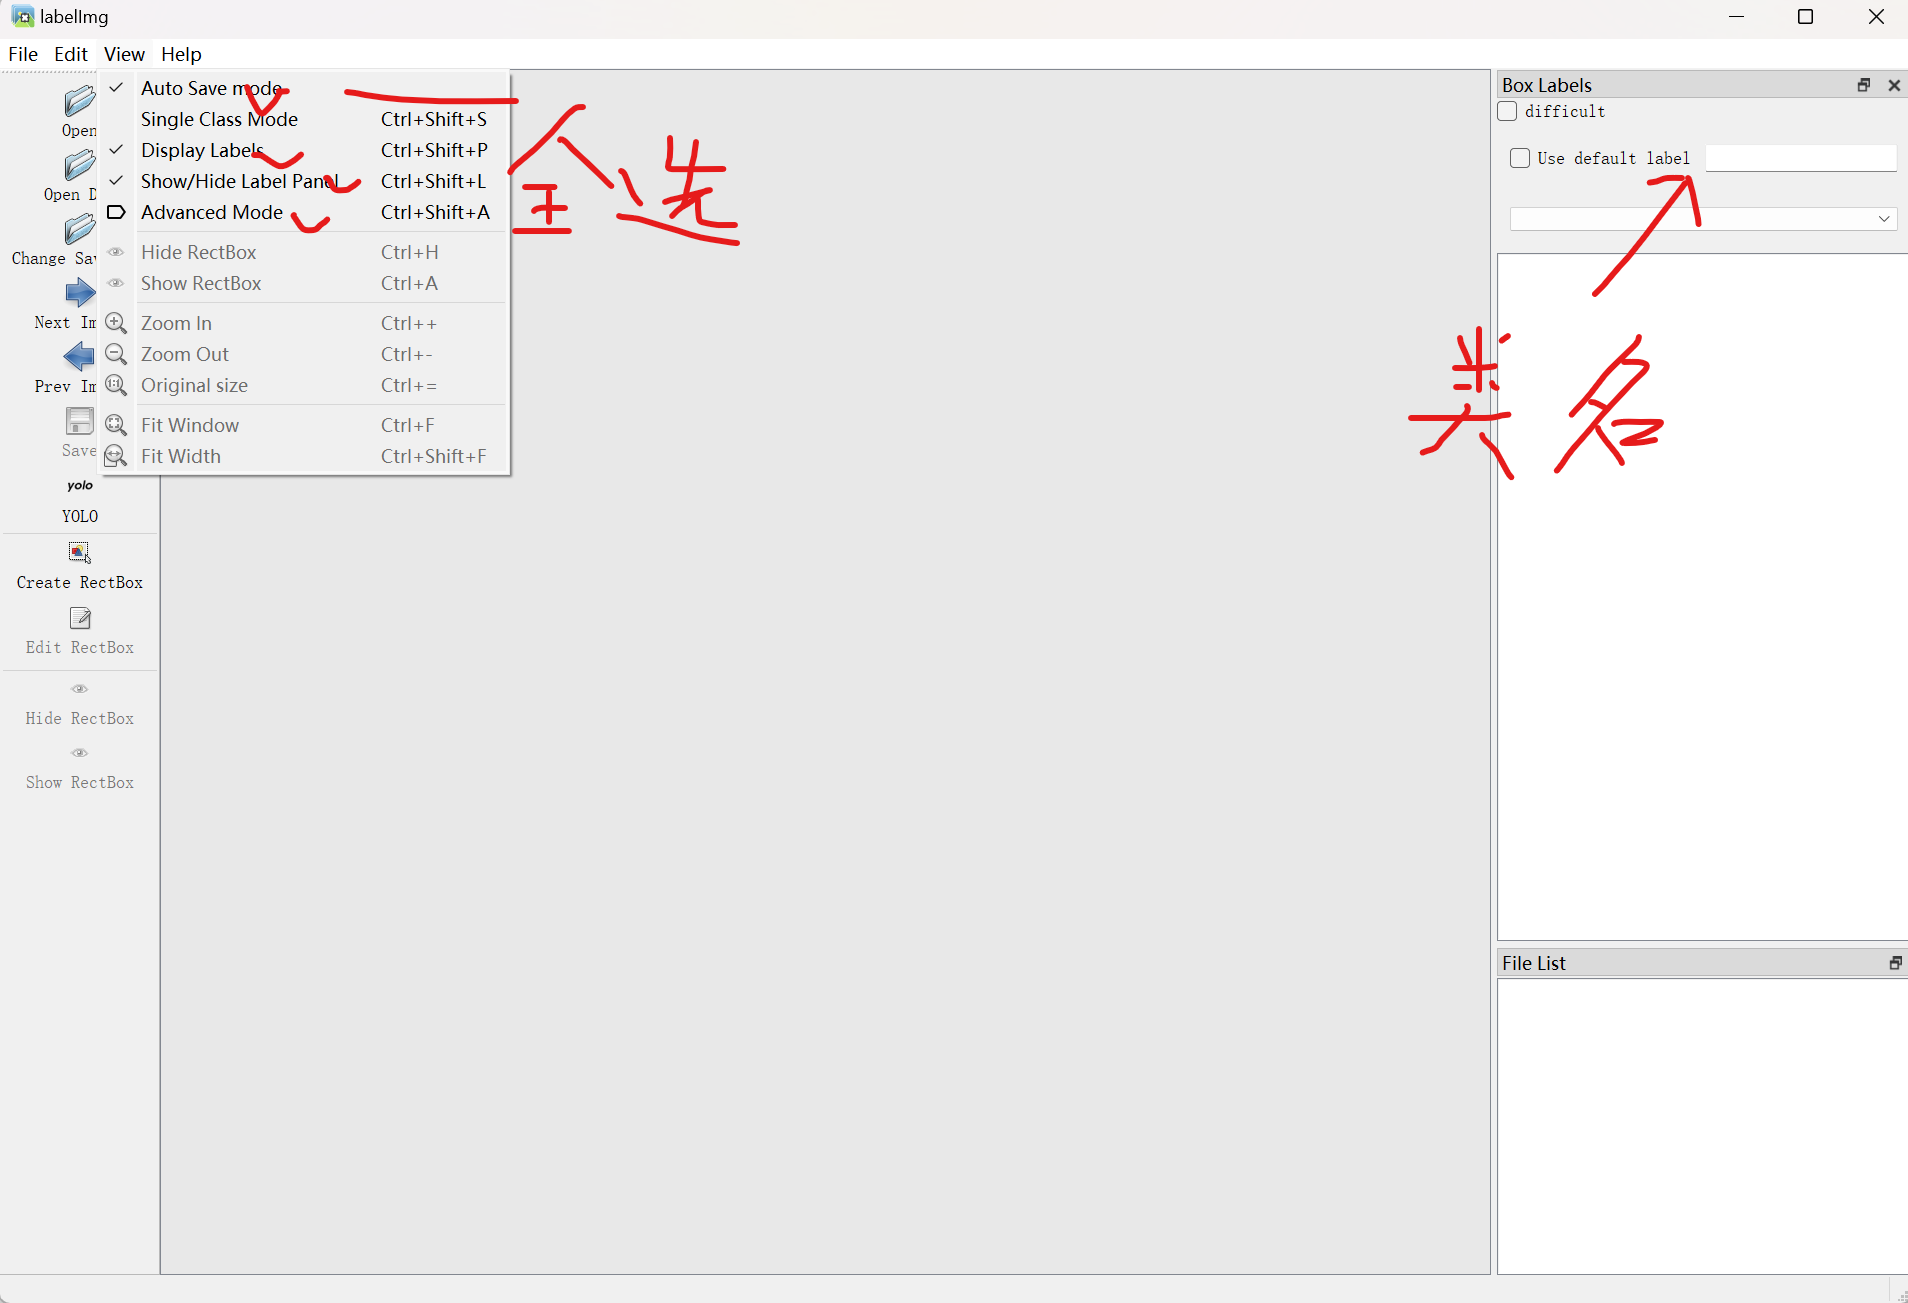 labelImg
File Edit View Help
Auto Save mode
Single Class Mode Ctrl+Shift+S
Display Labels Ctrl+Shift+P
Show/Hide Label Panel Ctrl+Shift+L
Advanced Mode Ctrl+Shift+A
Hide RectBox Ctrl+H
Show RectBox Ctrl+A
Zoom In Ctrl++
Zoom Out Ctrl+-
Original size Ctrl+=
Fit Window Ctrl+F
Fit Width Ctrl+Shift+F
全选
Open
Open D
Change Sav
Next Im
Prev Im
Save
yolo
YOLO
Create RectBox
Edit RectBox
Hide RectBox
Show RectBox
Box Labels
difficult
Use default label
类名
File List